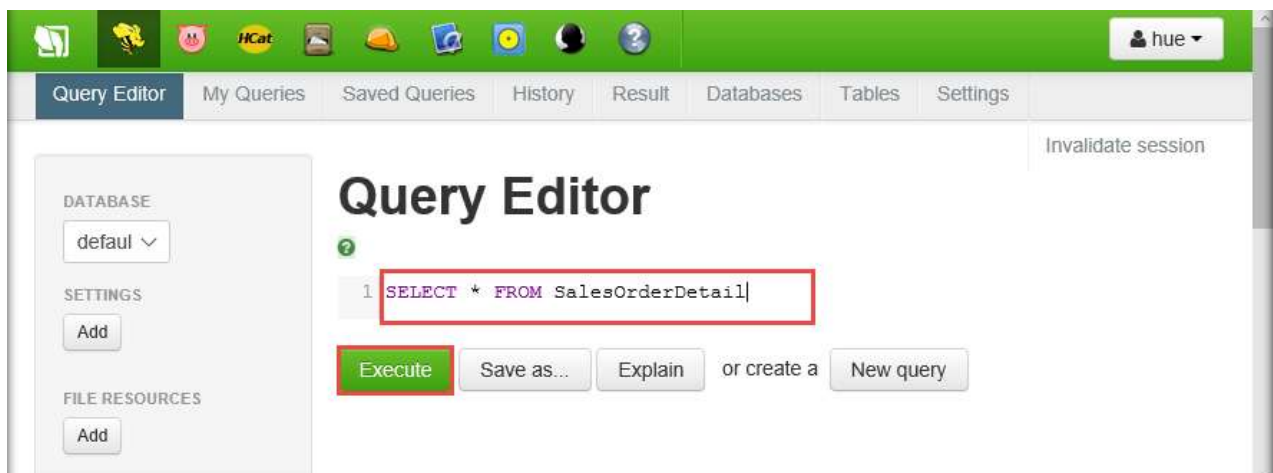 HCat
hue
Query Editor My Queries Saved Queries History Result Databases Tables Settings
Invalidate session
DATABASE
defaul
SETTINGS
Add
FILE RESOURCES
Add
Query Editor
?
1 SELECT * FROM SalesOrderDetail
Execute Save as... Explain or create a New query